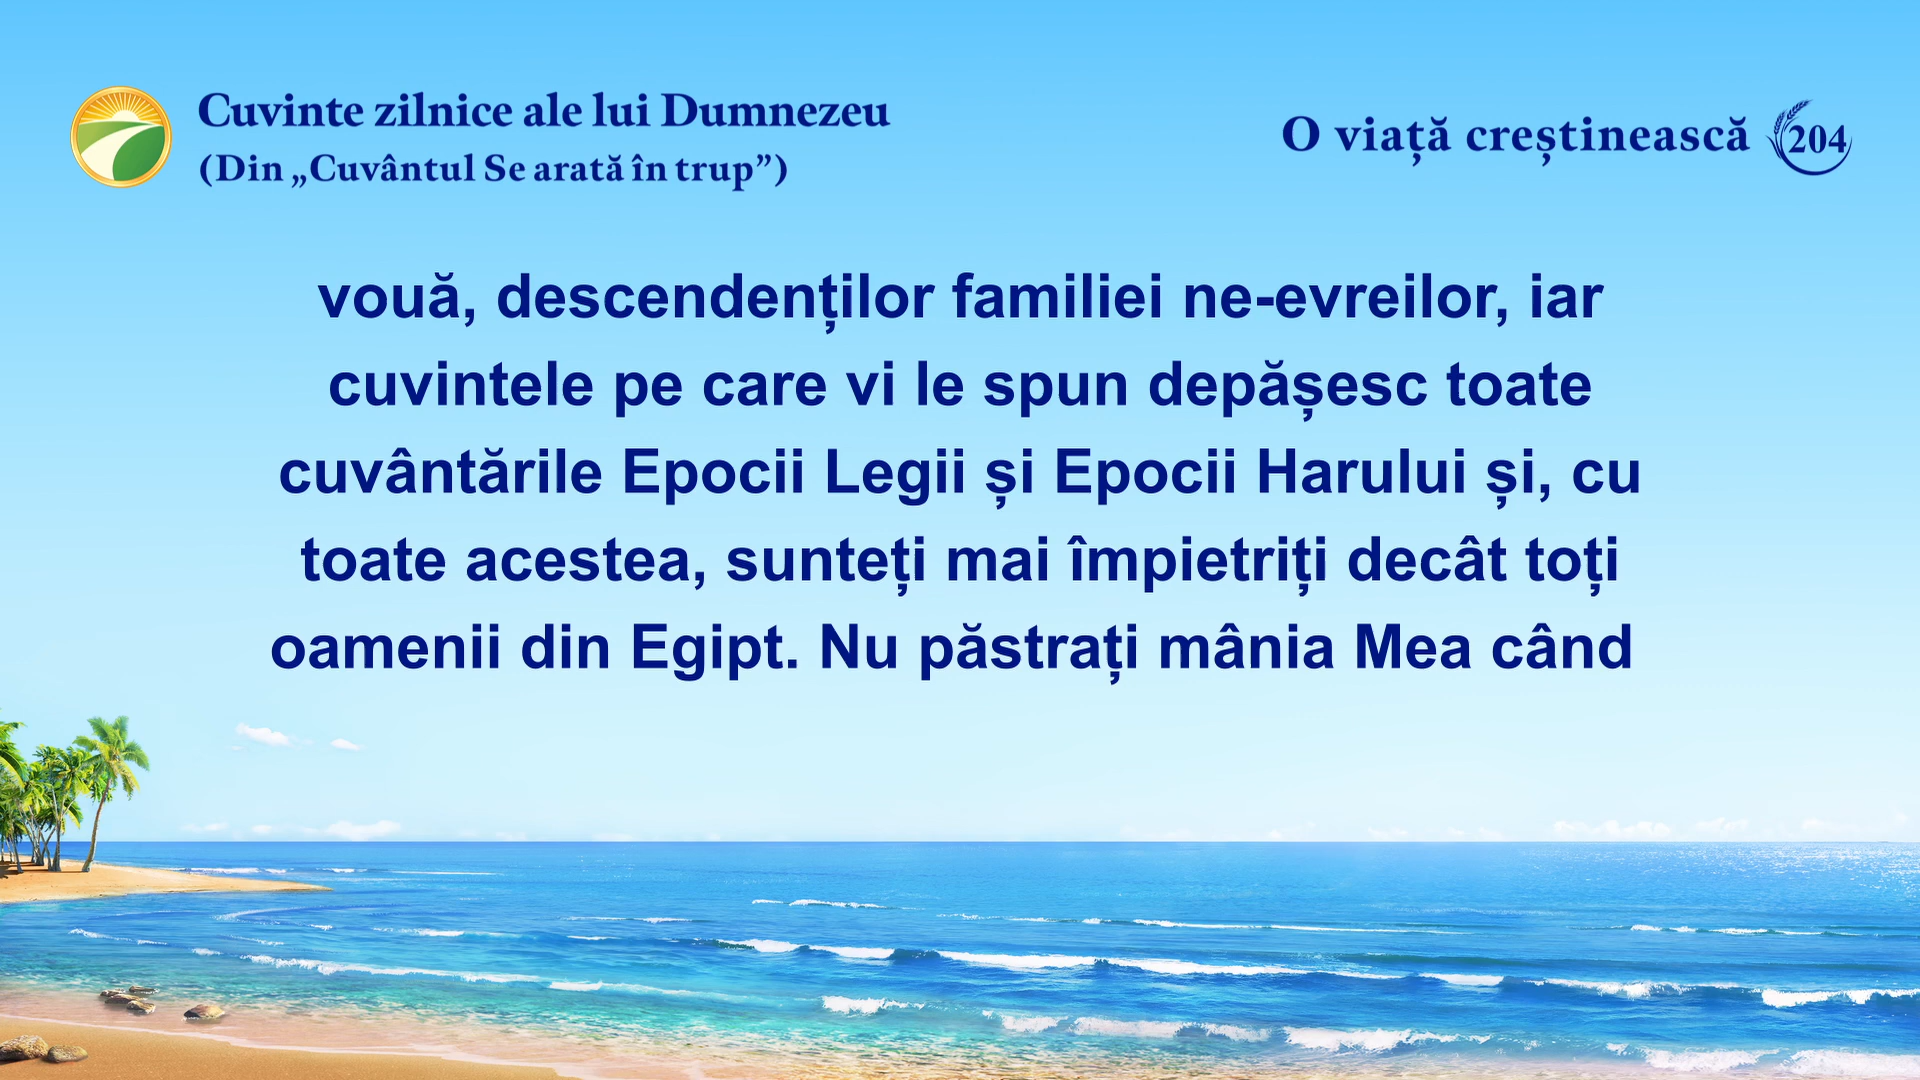 Cuvinte zilnice ale lui Dumnezeu
(Din „Cuvântul Se arată în trup”)
O viață creștinească 204
vouă, descendenților familiei ne-evreilor, iar
cuvintele pe care vi le spun depășesc toate
cuvântările Epocii Legii și Epocii Harului și, cu
toate acestea, sunteți mai împietriți decât toți
oamenii din Egipt. Nu păstrați mânia Mea când